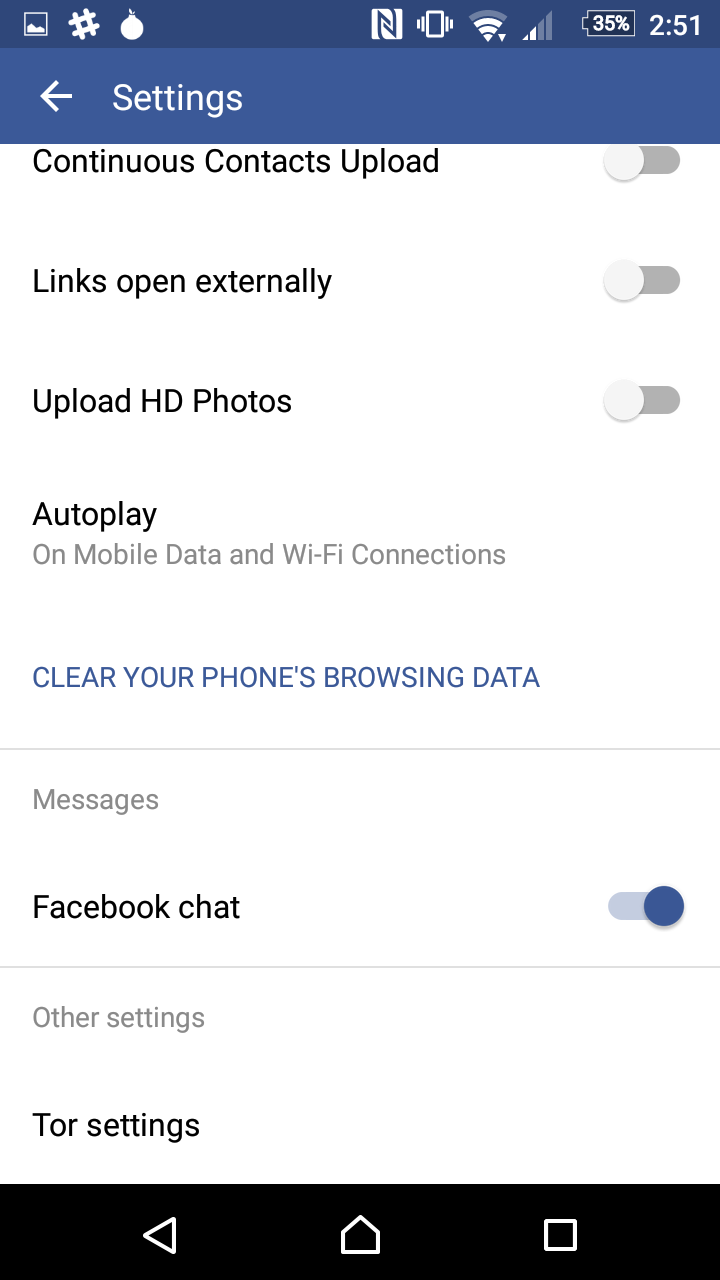 35% 2:51
Settings
Continuous Contacts Upload
Links open externally
Upload HD Photos
Autoplay
On Mobile Data and Wi-Fi Connections
CLEAR YOUR PHONE'S BROWSING DATA
Messages
Facebook chat
Other settings
Tor settings